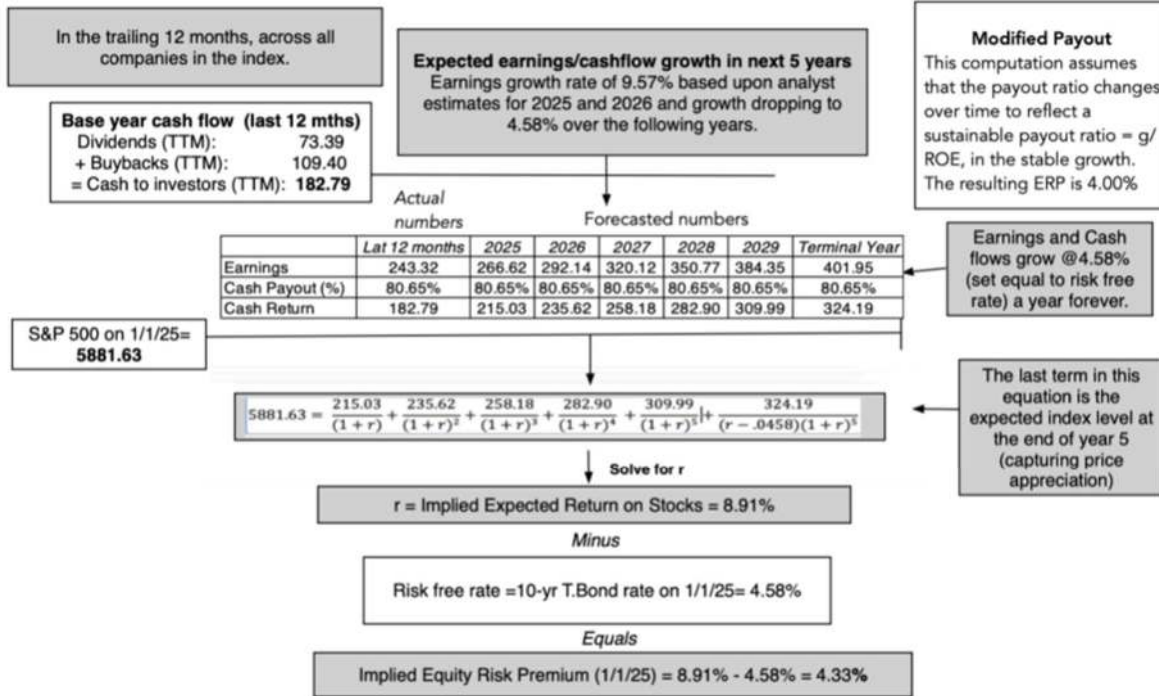 In the trailing 12 months, across all
companies in the index.
Expected earnings/cashflow growth in next 5 years
Earnings growth rate of 9.57% based upon analyst
estimates for 2025 and 2026 and growth dropping to
4.58% over the following years.
Modified Payout
This computation assumes
that the payout ratio changes
over time to reflect a
sustainable payout ratio = g/
ROE, in the stable growth.
The resulting ERP is 4.00%
Base year cash flow (last 12 mths)
Dividends (TTM): 73.39
+ Buybacks (TTM): 109.40
= Cash to investors (TTM): 182.79
Actual
numbers
Forecasted numbers
Lat 12 months 2025 2026 2027 2028 2029 Terminal Year
Earnings 243.32 266.62 292.14 320.12 350.77 384.35 401.95
Cash Payout (%) 80.65% 80.65% 80.65% 80.65% 80.65% 80.65% 80.65%
Cash Return 182.79 215.03 235.62 258.18 282.90 309.99 324.19
Earnings and Cash
flows grow @4.58%
(set equal to risk free
rate) a year forever.
S&P 500 on 1/1/25=
5881.63
5881.63 = 215.03/(1 + r) + 235.62/(1 + r)² + 258.18/(1 + r)³ + 282.90/(1 + r)⁴ + 309.99/(1 + r)⁵|+ 324.19/(r − .0458)(1 + r)⁵
The last term in this
equation is the
expected index level at
the end of year 5
(capturing price
appreciation)
Solve for r
r = Implied Expected Return on Stocks = 8.91%
Minus
Risk free rate =10-yr T.Bond rate on 1/1/25= 4.58%
Equals
Implied Equity Risk Premium (1/1/25) = 8.91% - 4.58% = 4.33%